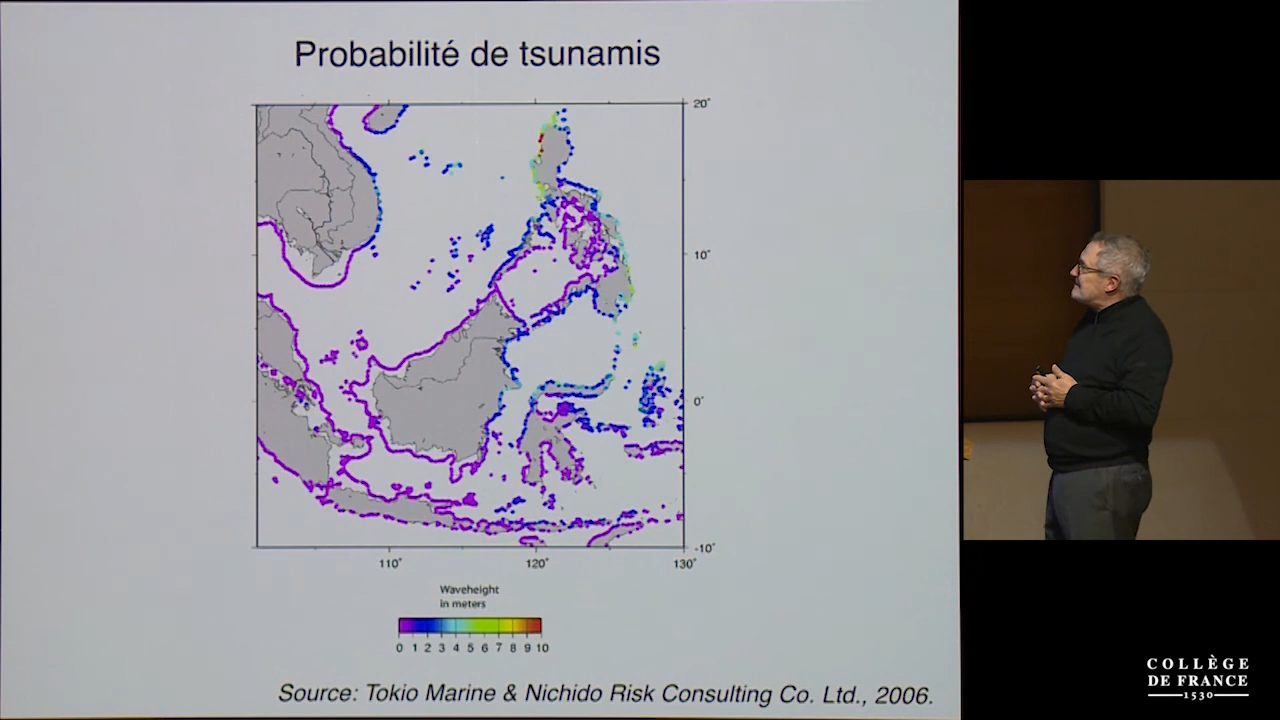 Probabilité de tsunamis
20°
10°
0°
-10°
110°
120°
130°
Waveheight
in meters
0 1 2 3 4 5 6 7 8 9 10
Source: Tokio Marine & Nichido Risk Consulting Co. Ltd., 2006.
COLLÈGE
DE FRANCE
1530